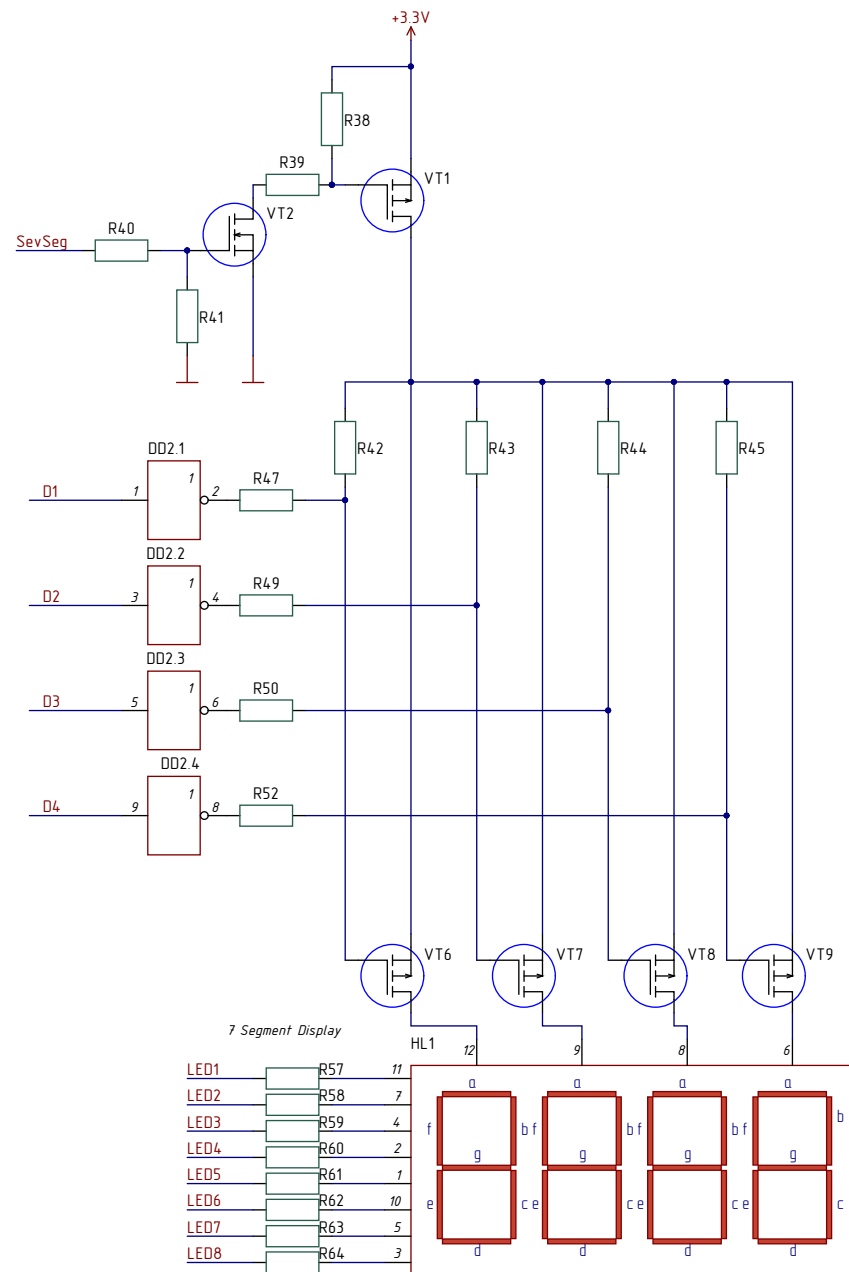 +3.3V
R38
R39
VT1
VT2
R40
SevSeg
R41
R42
R43
R44
R45
DD2.1
1
R47
D1
1
2
DD2.2
1
R49
D2
3
4
DD2.3
1
R50
D3
5
6
DD2.4
1
R52
D4
9
8
VT6
VT7
VT8
VT9
7 Segment Display
HL1
12
9
8
6
LED1
R57
11
LED2
R58
7
LED3
R59
4
LED4
R60
2
LED5
R61
1
LED6
R62
10
LED7
R63
5
LED8
R64
3
a a a a
f b f b f b f b
g g g g
e c e c e c e c
d d d d